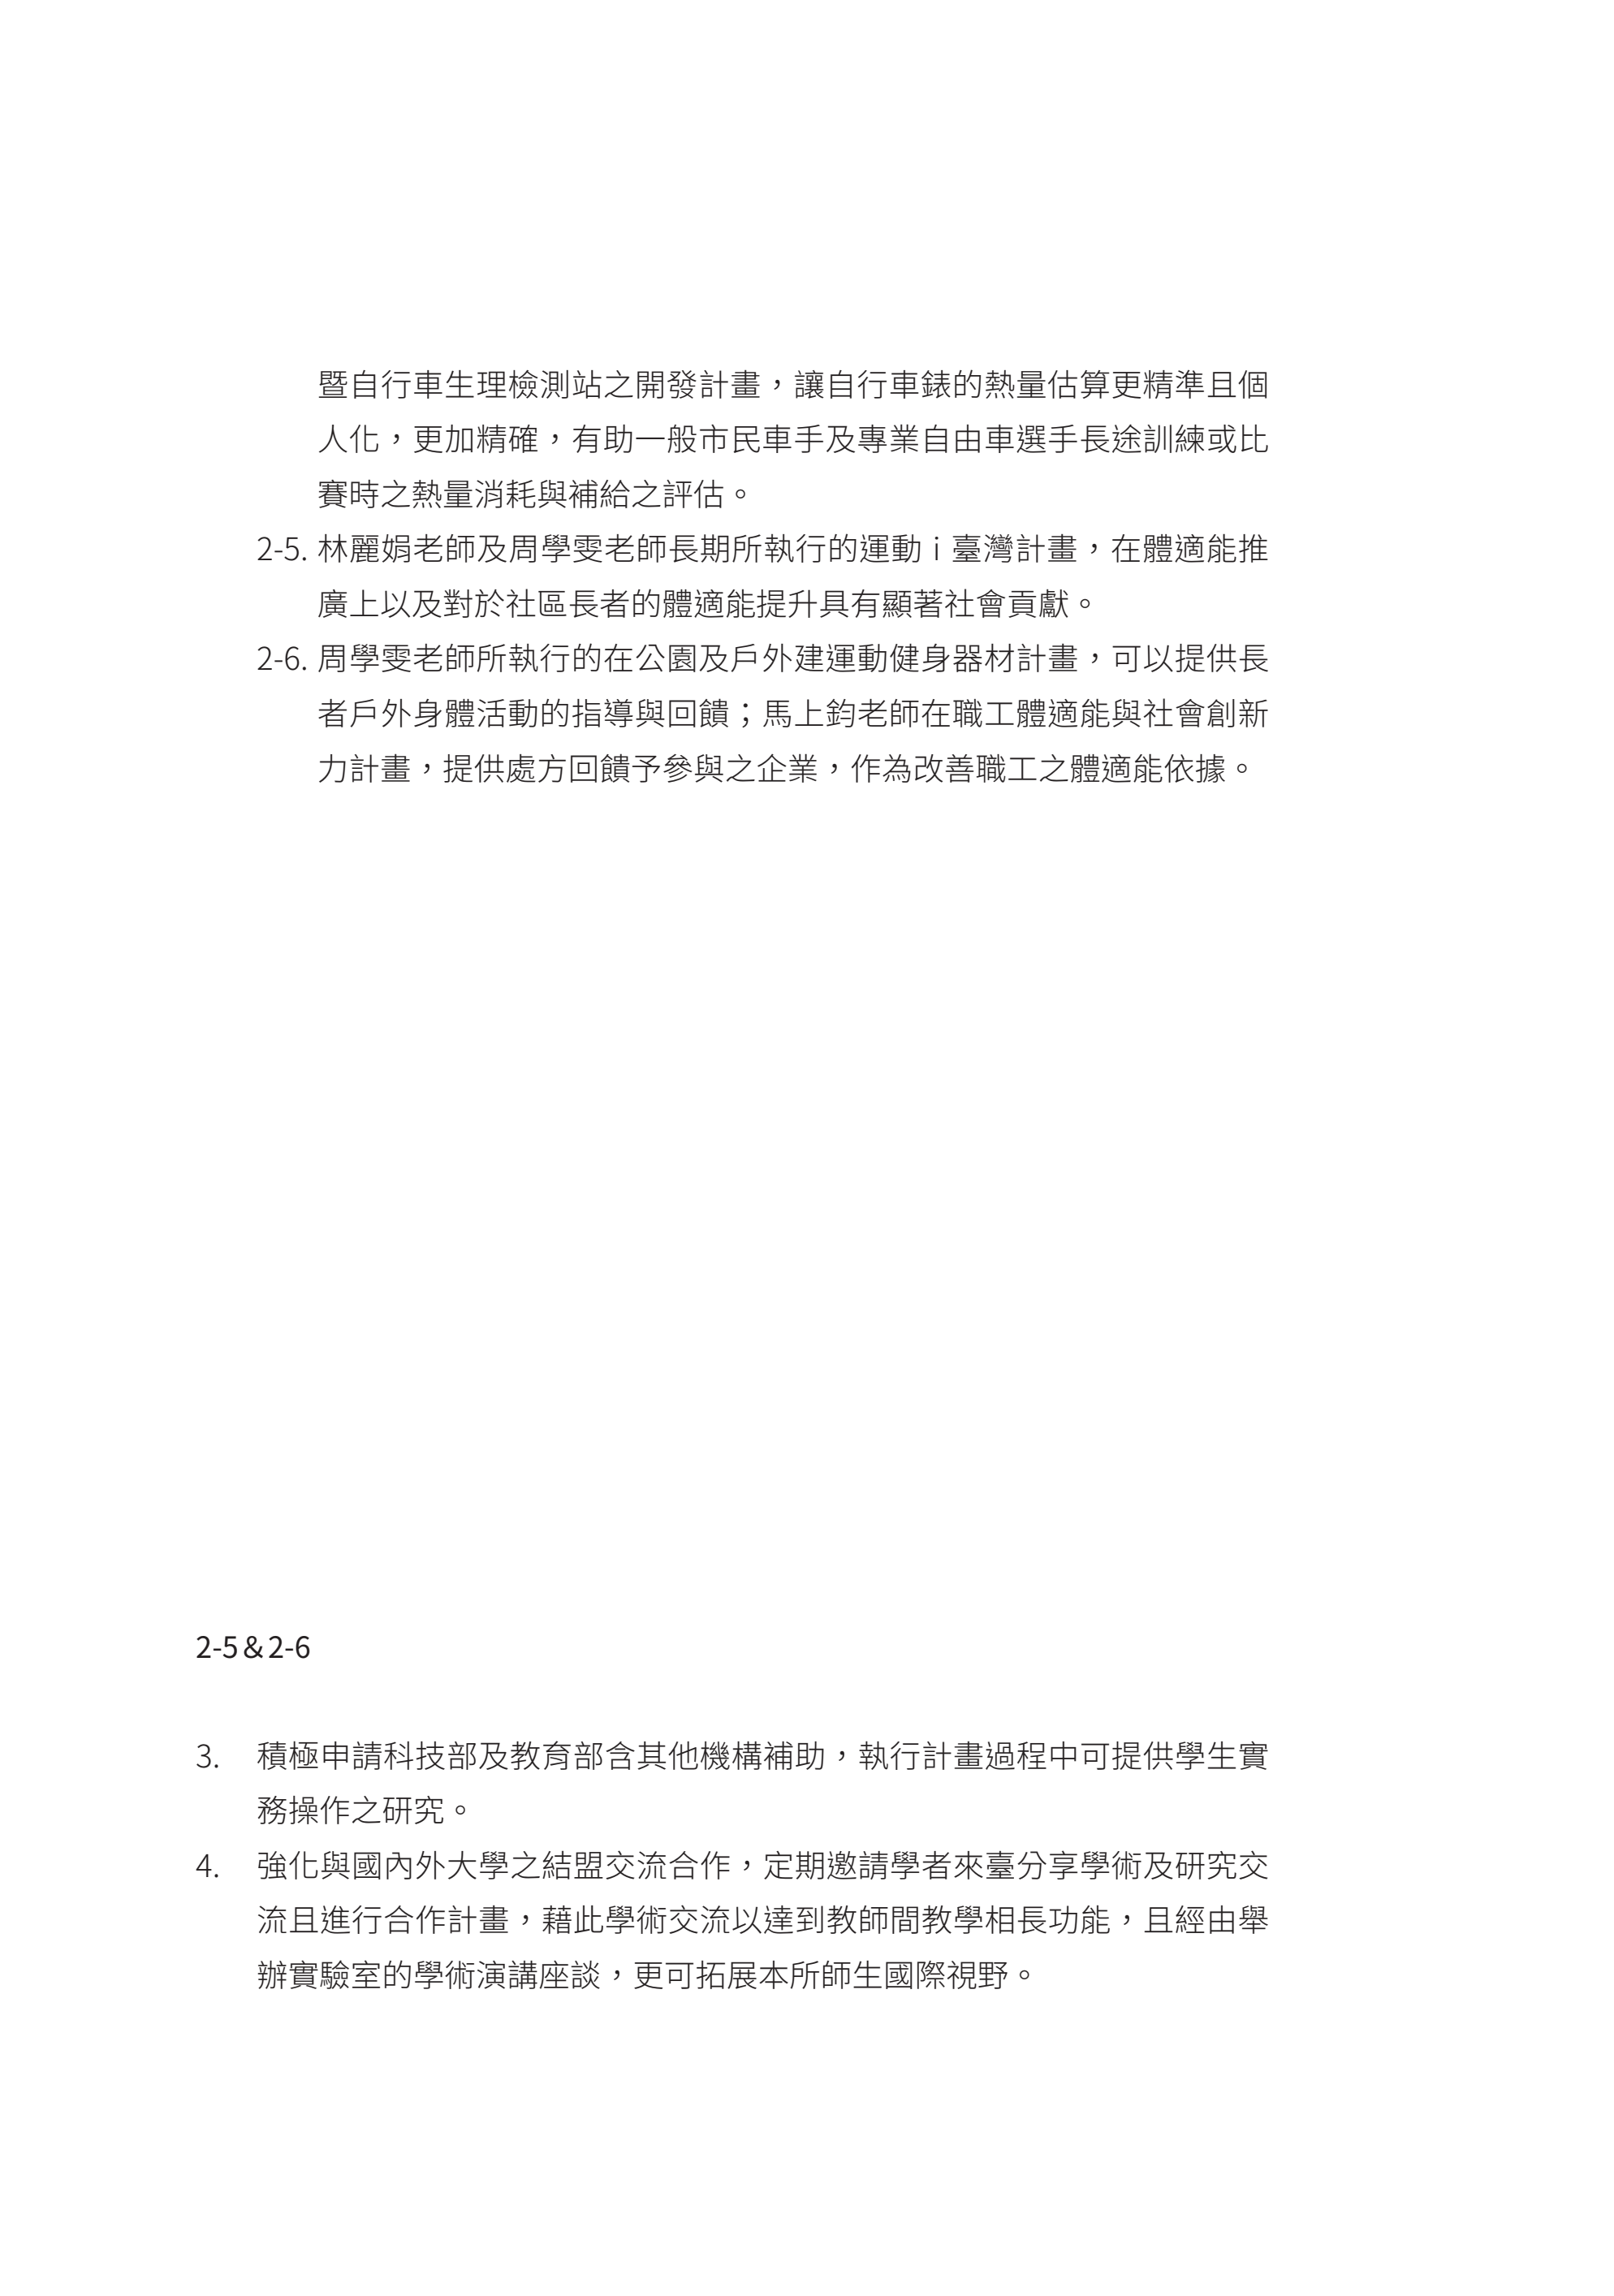 暨自行車生理檢測站之開發計畫，讓自行車錶的熱量估算更精準且個
人化，更加精確，有助一般市民車手及專業自由車選手長途訓練或比
賽時之熱量消耗與補給之評估。
2-5. 林麗娟老師及周學雯老師長期所執行的運動 i 臺灣計畫，在體適能推
廣上以及對於社區長者的體適能提升具有顯著社會貢獻。
2-6. 周學雯老師所執行的在公園及戶外建運動健身器材計畫，可以提供長
者戶外身體活動的指導與回饋；馬上鈞老師在職工體適能與社會創新
力計畫，提供處方回饋予參與之企業，作為改善職工之體適能依據。
2-5＆2-6
3. 積極申請科技部及教育部含其他機構補助，執行計畫過程中可提供學生實
務操作之研究。
4. 強化與國內外大學之結盟交流合作，定期邀請學者來臺分享學術及研究交
流且進行合作計畫，藉此學術交流以達到教師間教學相長功能，且經由舉
辦實驗室的學術演講座談，更可拓展本所師生國際視野。